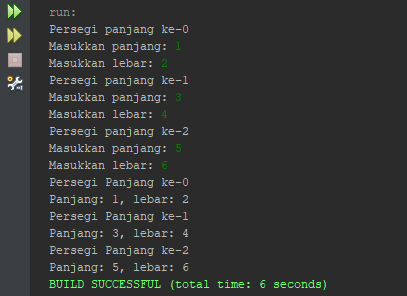 run:
Persegi panjang ke-0
Masukkan panjang: 1
Masukkan lebar: 2
Persegi panjang ke-1
Masukkan panjang: 3
Masukkan lebar: 4
Persegi panjang ke-2
Masukkan panjang: 5
Masukkan lebar: 6
Persegi Panjang ke-0
Panjang: 1, lebar: 2
Persegi Panjang ke-1
Panjang: 3, lebar: 4
Persegi Panjang ke-2
Panjang: 5, lebar: 6
BUILD SUCCESSFUL (total time: 6 seconds)